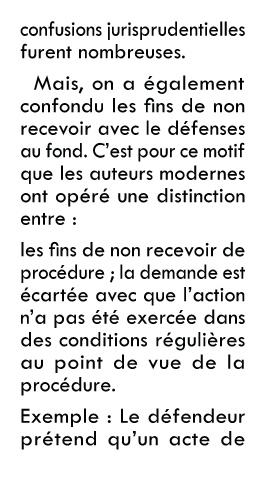 confusions jurisprudentielles
furent nombreuses.
Mais, on a également
confondu les fins de non
recevoir avec le défenses
au fond. C’est pour ce motif
que les auteurs modernes
ont opéré une distinction
entre :
les fins de non recevoir de
procédure ; la demande est
écartée avec que l’action
n’a pas été exercée dans
des conditions régulières
au point de vue de la
procédure.
Exemple : Le défendeur
prétend qu’un acte de